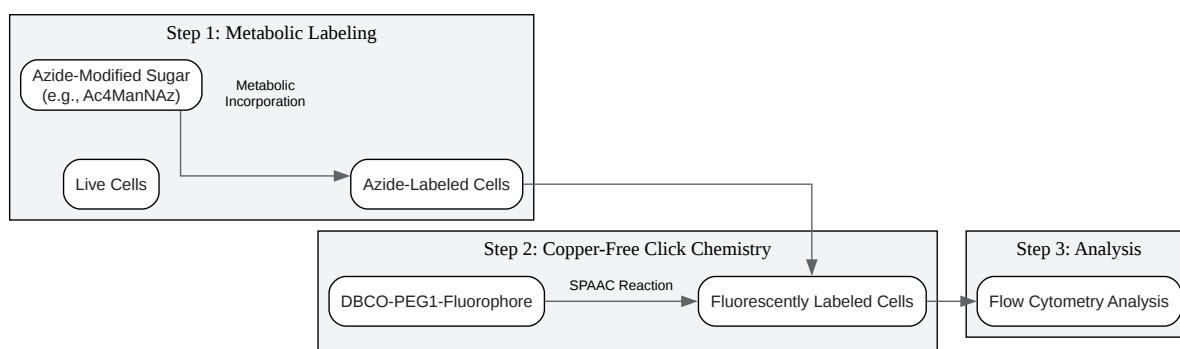 Step 1: Metabolic Labeling
Azide-Modified Sugar
(e.g., Ac4ManNAz)
Metabolic
Incorporation
Live Cells
Azide-Labeled Cells
Step 2: Copper-Free Click Chemistry
DBCO-PEG1-Fluorophore
SPAAC Reaction
Fluorescently Labeled Cells
Step 3: Analysis
Flow Cytometry Analysis